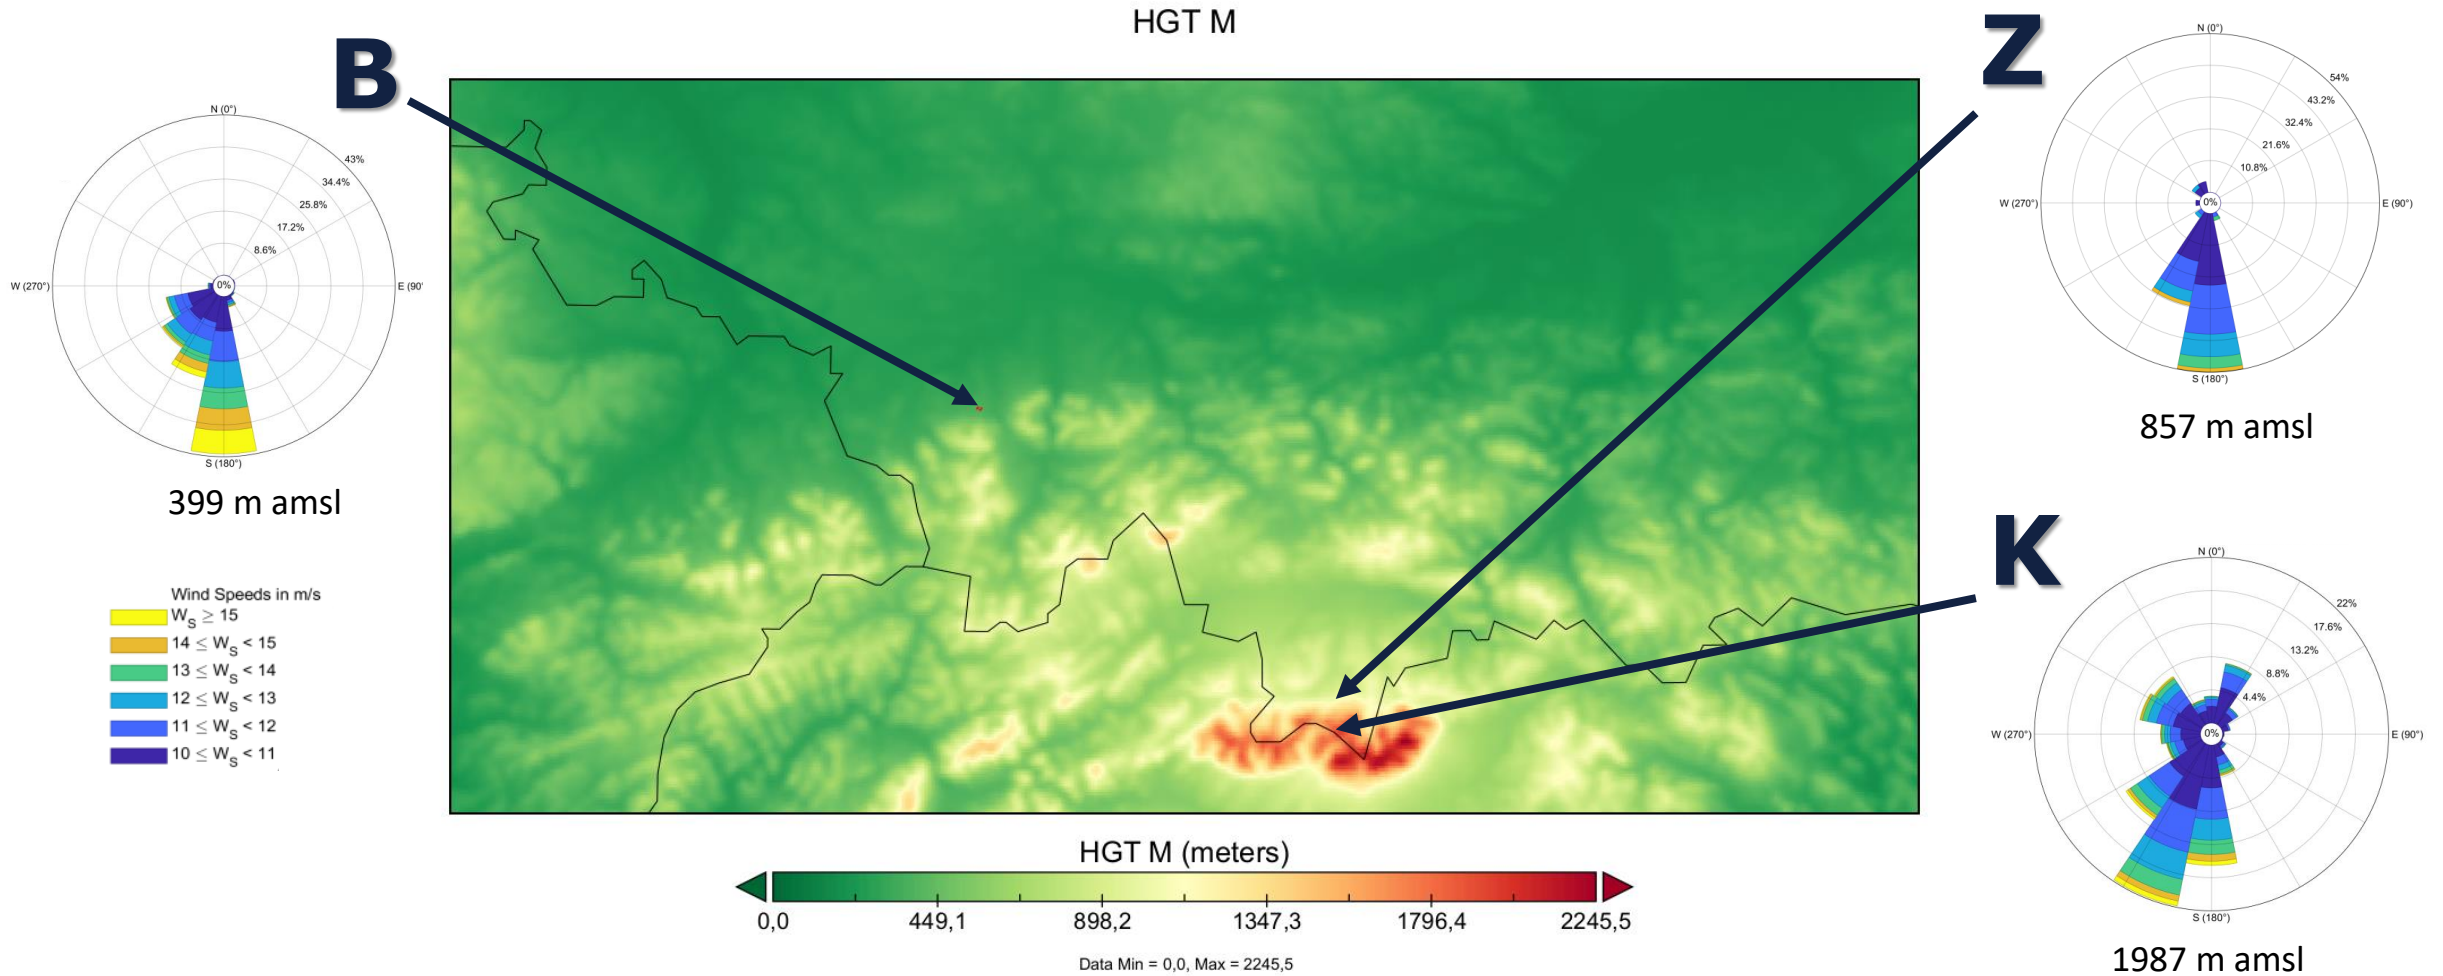 HGT M
B
N (0°)
43%
34.4%
25.8%
17.2%
8.6%
0%
W (270°)
E (90°
S (180°)
399 m amsl
Wind Speeds in m/s
W_S ≥ 15
14 ≤ W_S < 15
13 ≤ W_S < 14
12 ≤ W_S < 13
11 ≤ W_S < 12
10 ≤ W_S < 11
Z
N (0°)
54%
43.2%
32.4%
21.6%
10.8%
0%
W (270°)
E (90°)
S (180°)
857 m amsl
K
N (0°)
22%
17.6%
13.2%
8.8%
4.4%
0%
W (270°)
E (90°)
S (180°)
1987 m amsl
HGT M (meters)
0,0 449,1 898,2 1347,3 1796,4 2245,5
Data Min = 0,0, Max = 2245,5